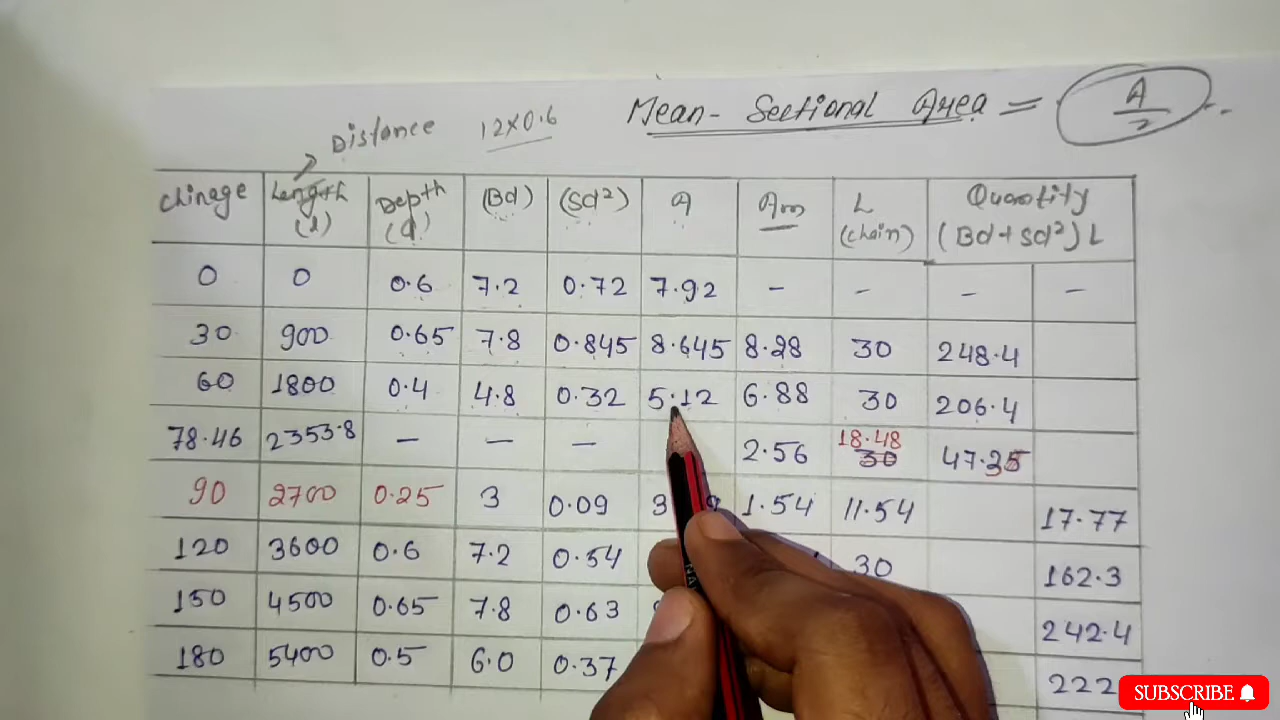 Mean- Sectional Area = A/2
Distance 12×0.6
Chinage Length (l) Depth (d) (Bd) (Sd²) A Am L (chain) Quantity (Bd+Sd²) L
0 0 0.6 7.2 0.72 7.92 - - - -
30 900 0.65 7.8 0.845 8.645 8.28 30 248.4
60 1800 0.4 4.8 0.32 5.12 6.88 30 206.4
78.46 2353.8 - - - 2.56 18.48 30 47.35
90 2700 0.25 3 0.09 3 9 1.54 11.54 17.77
120 3600 0.6 7.2 0.54 30 162.3
150 4500 0.65 7.8 0.63 242.4
180 5400 0.5 6.0 0.37 222
SUBSCRIBE